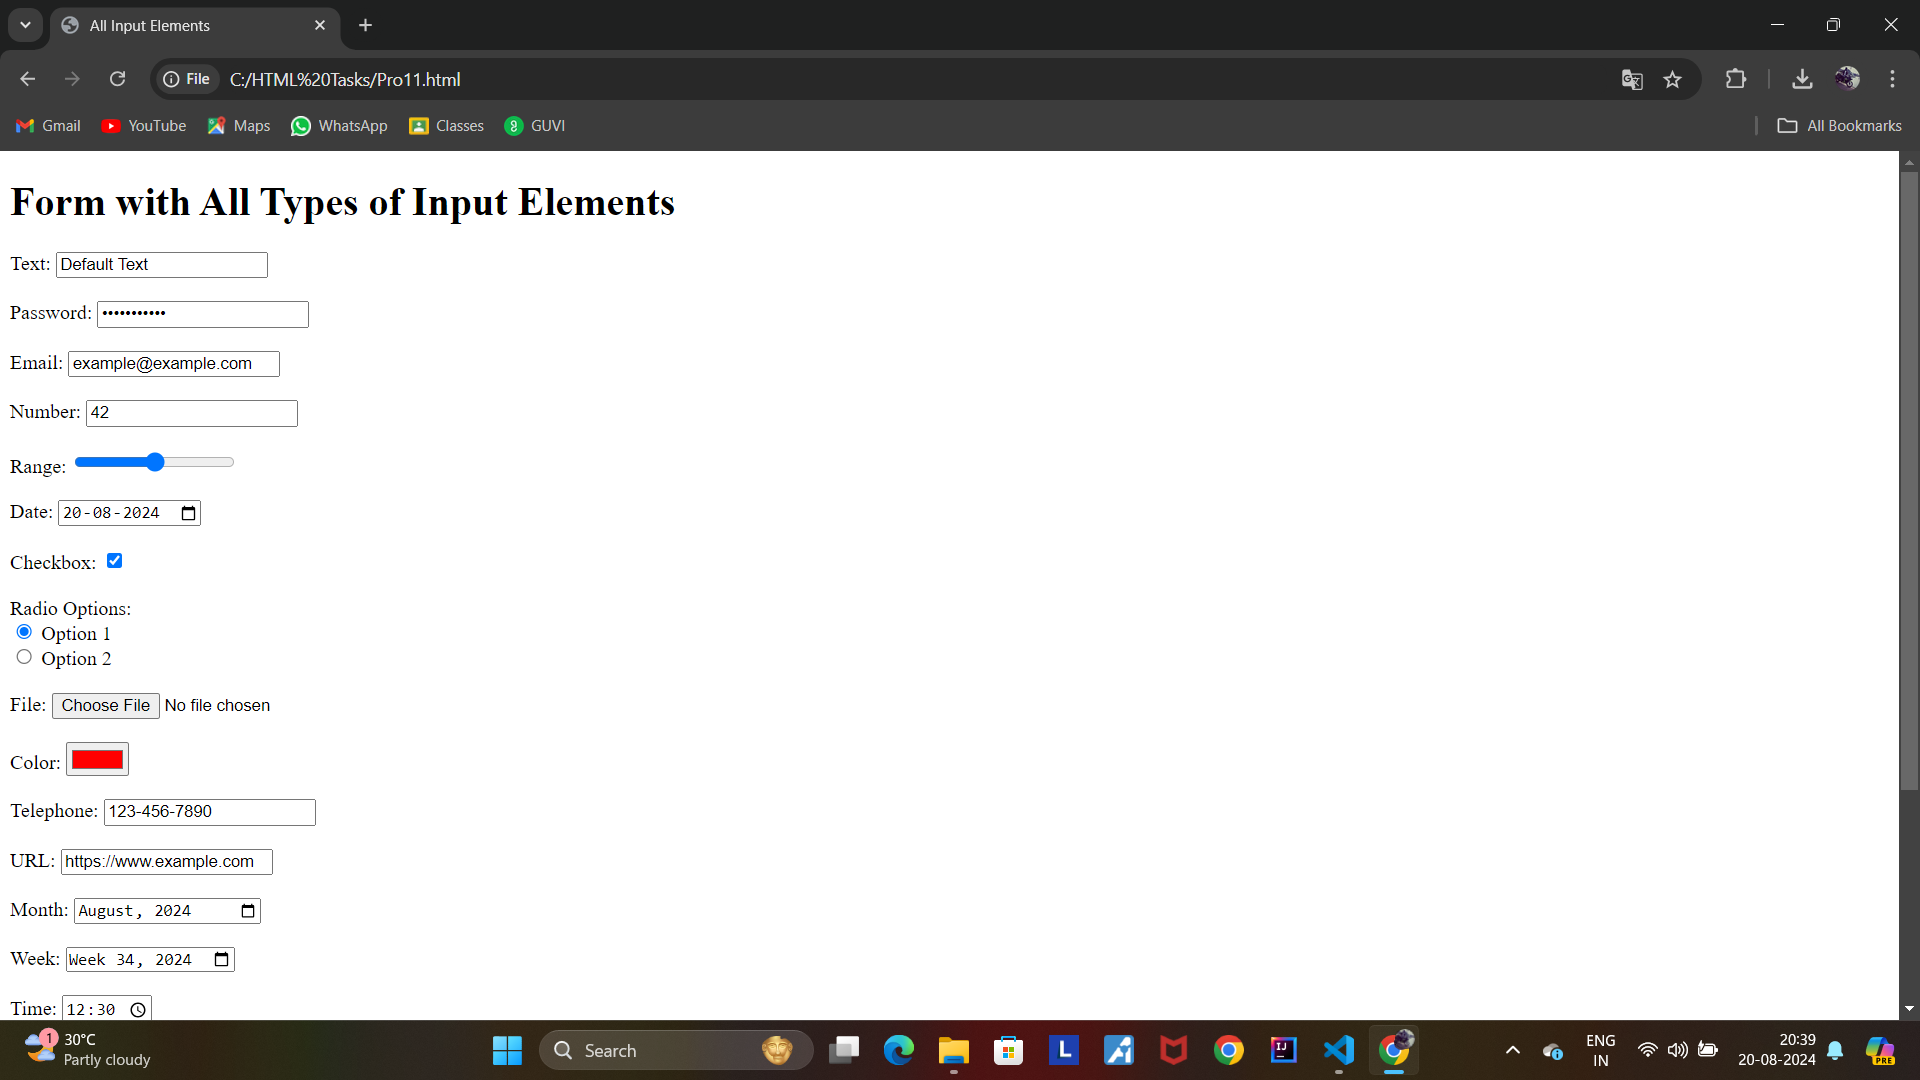 All Input Elements
File C:/HTML%20Tasks/Pro11.html
Gmail YouTube Maps WhatsApp Classes GUVI All Bookmarks
Form with All Types of Input Elements
Text: Default Text
Password: •••••••••••
Email: example@example.com
Number: 42
Range:
Date: 20-08-2024
Checkbox:
Radio Options:
Option 1
Option 2
File: Choose File No file chosen
Color:
Telephone: 123-456-7890
URL: https://www.example.com
Month: August, 2024
Week: Week 34, 2024
Time: 12:30
1
30°C
Partly cloudy
Search
L
IJ
ENG
IN
20:39
20-08-2024
PRE